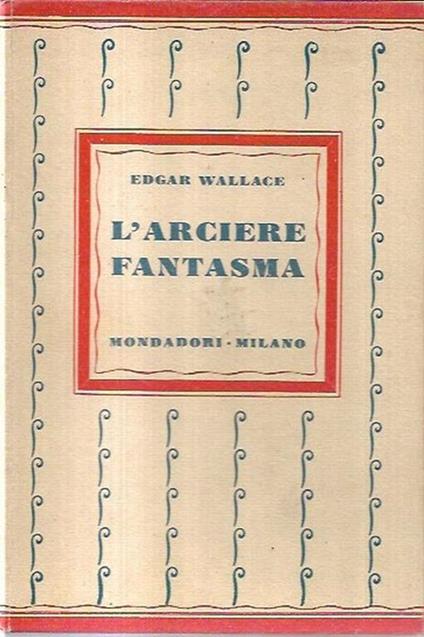 EDGAR WALLACE
L'ARCIERE
FANTASMA
MONDADORI - MILANO